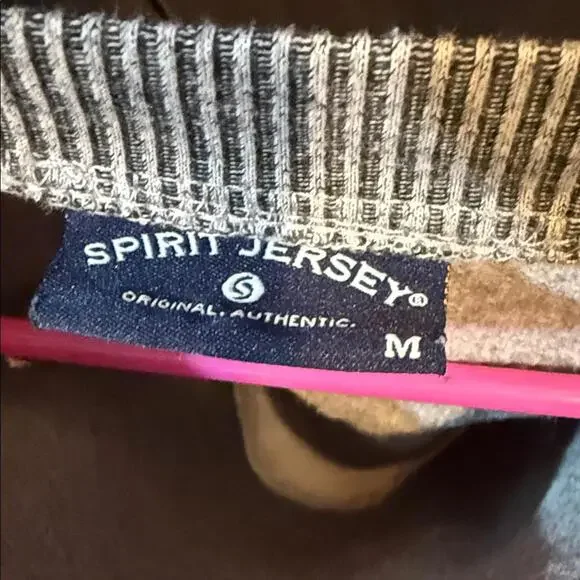 SPIRIT JERSEY®
S
ORIGINAL. AUTHENTIC.
M